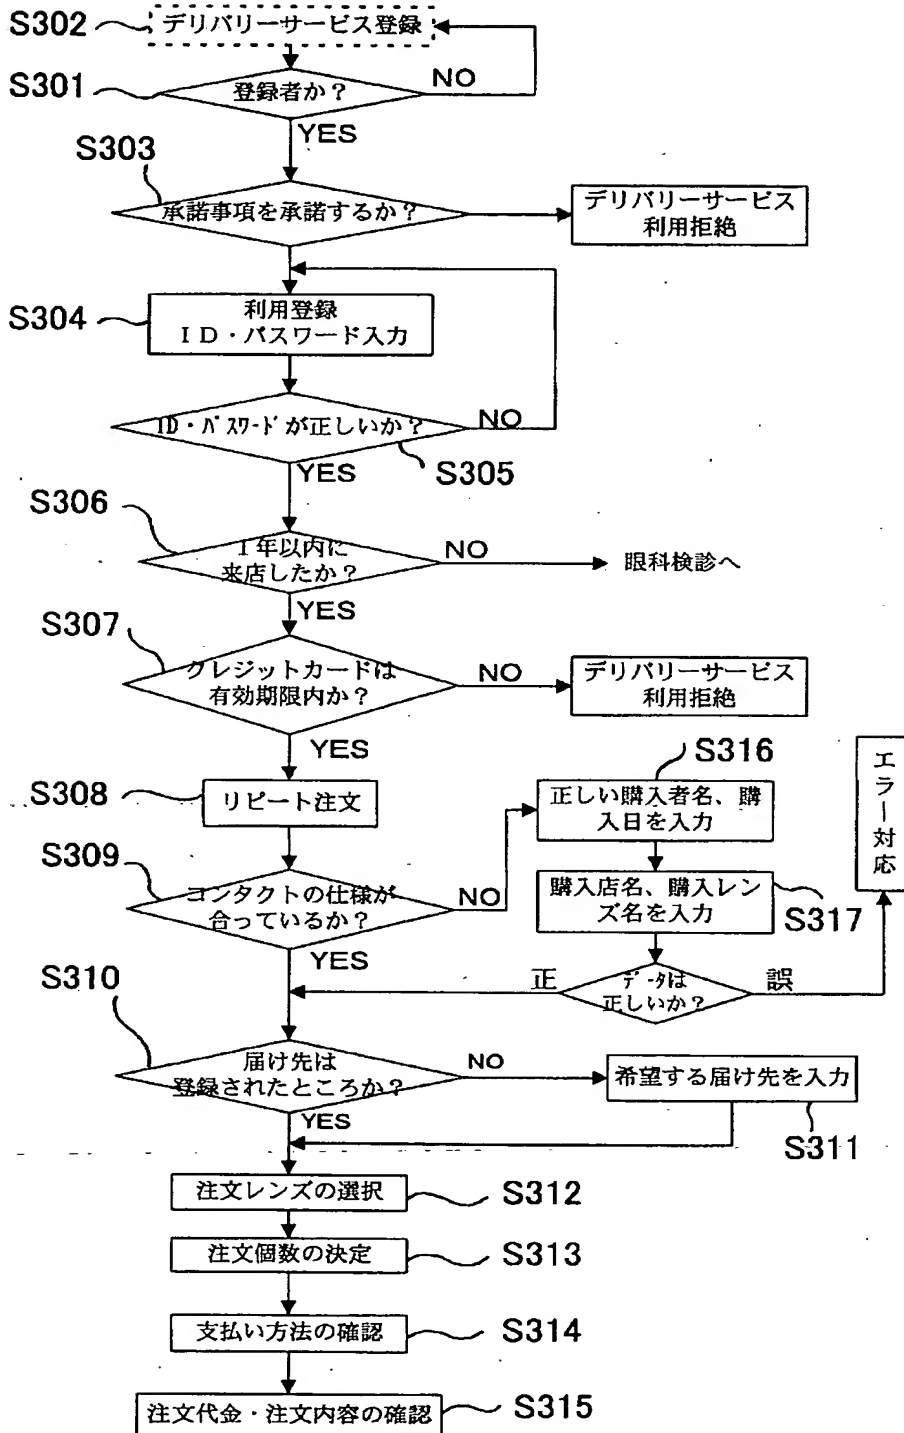 S302
デリバリーサービス登録
S301
登録者か？
NO
YES
S303
承諾事項を承諾するか？
デリバリーサービス
利用拒絶
S304
利用登録
ＩＤ・パスワード入力
ID・ﾊﾟｽﾜｰﾄﾞが正しいか？
NO
YES
S305
S306
１年以内に
来店したか？
NO
眼科検診へ
YES
S307
クレジットカードは
有効期限内か？
NO
デリバリーサービス
利用拒絶
YES
S308
リピート注文
S316
正しい購入者名、購
入日を入力
エラー対応
S309
コンタクトの仕様が
合っているか？
NO
購入店名、購入レン
ズ名を入力
S317
YES
正
ﾃﾞｰﾀは
正しいか？
誤
S310
届け先は
登録されたところか？
NO
希望する届け先を入力
YES
S311
注文レンズの選択
S312
注文個数の決定
S313
支払い方法の確認
S314
注文代金・注文内容の確認
S315